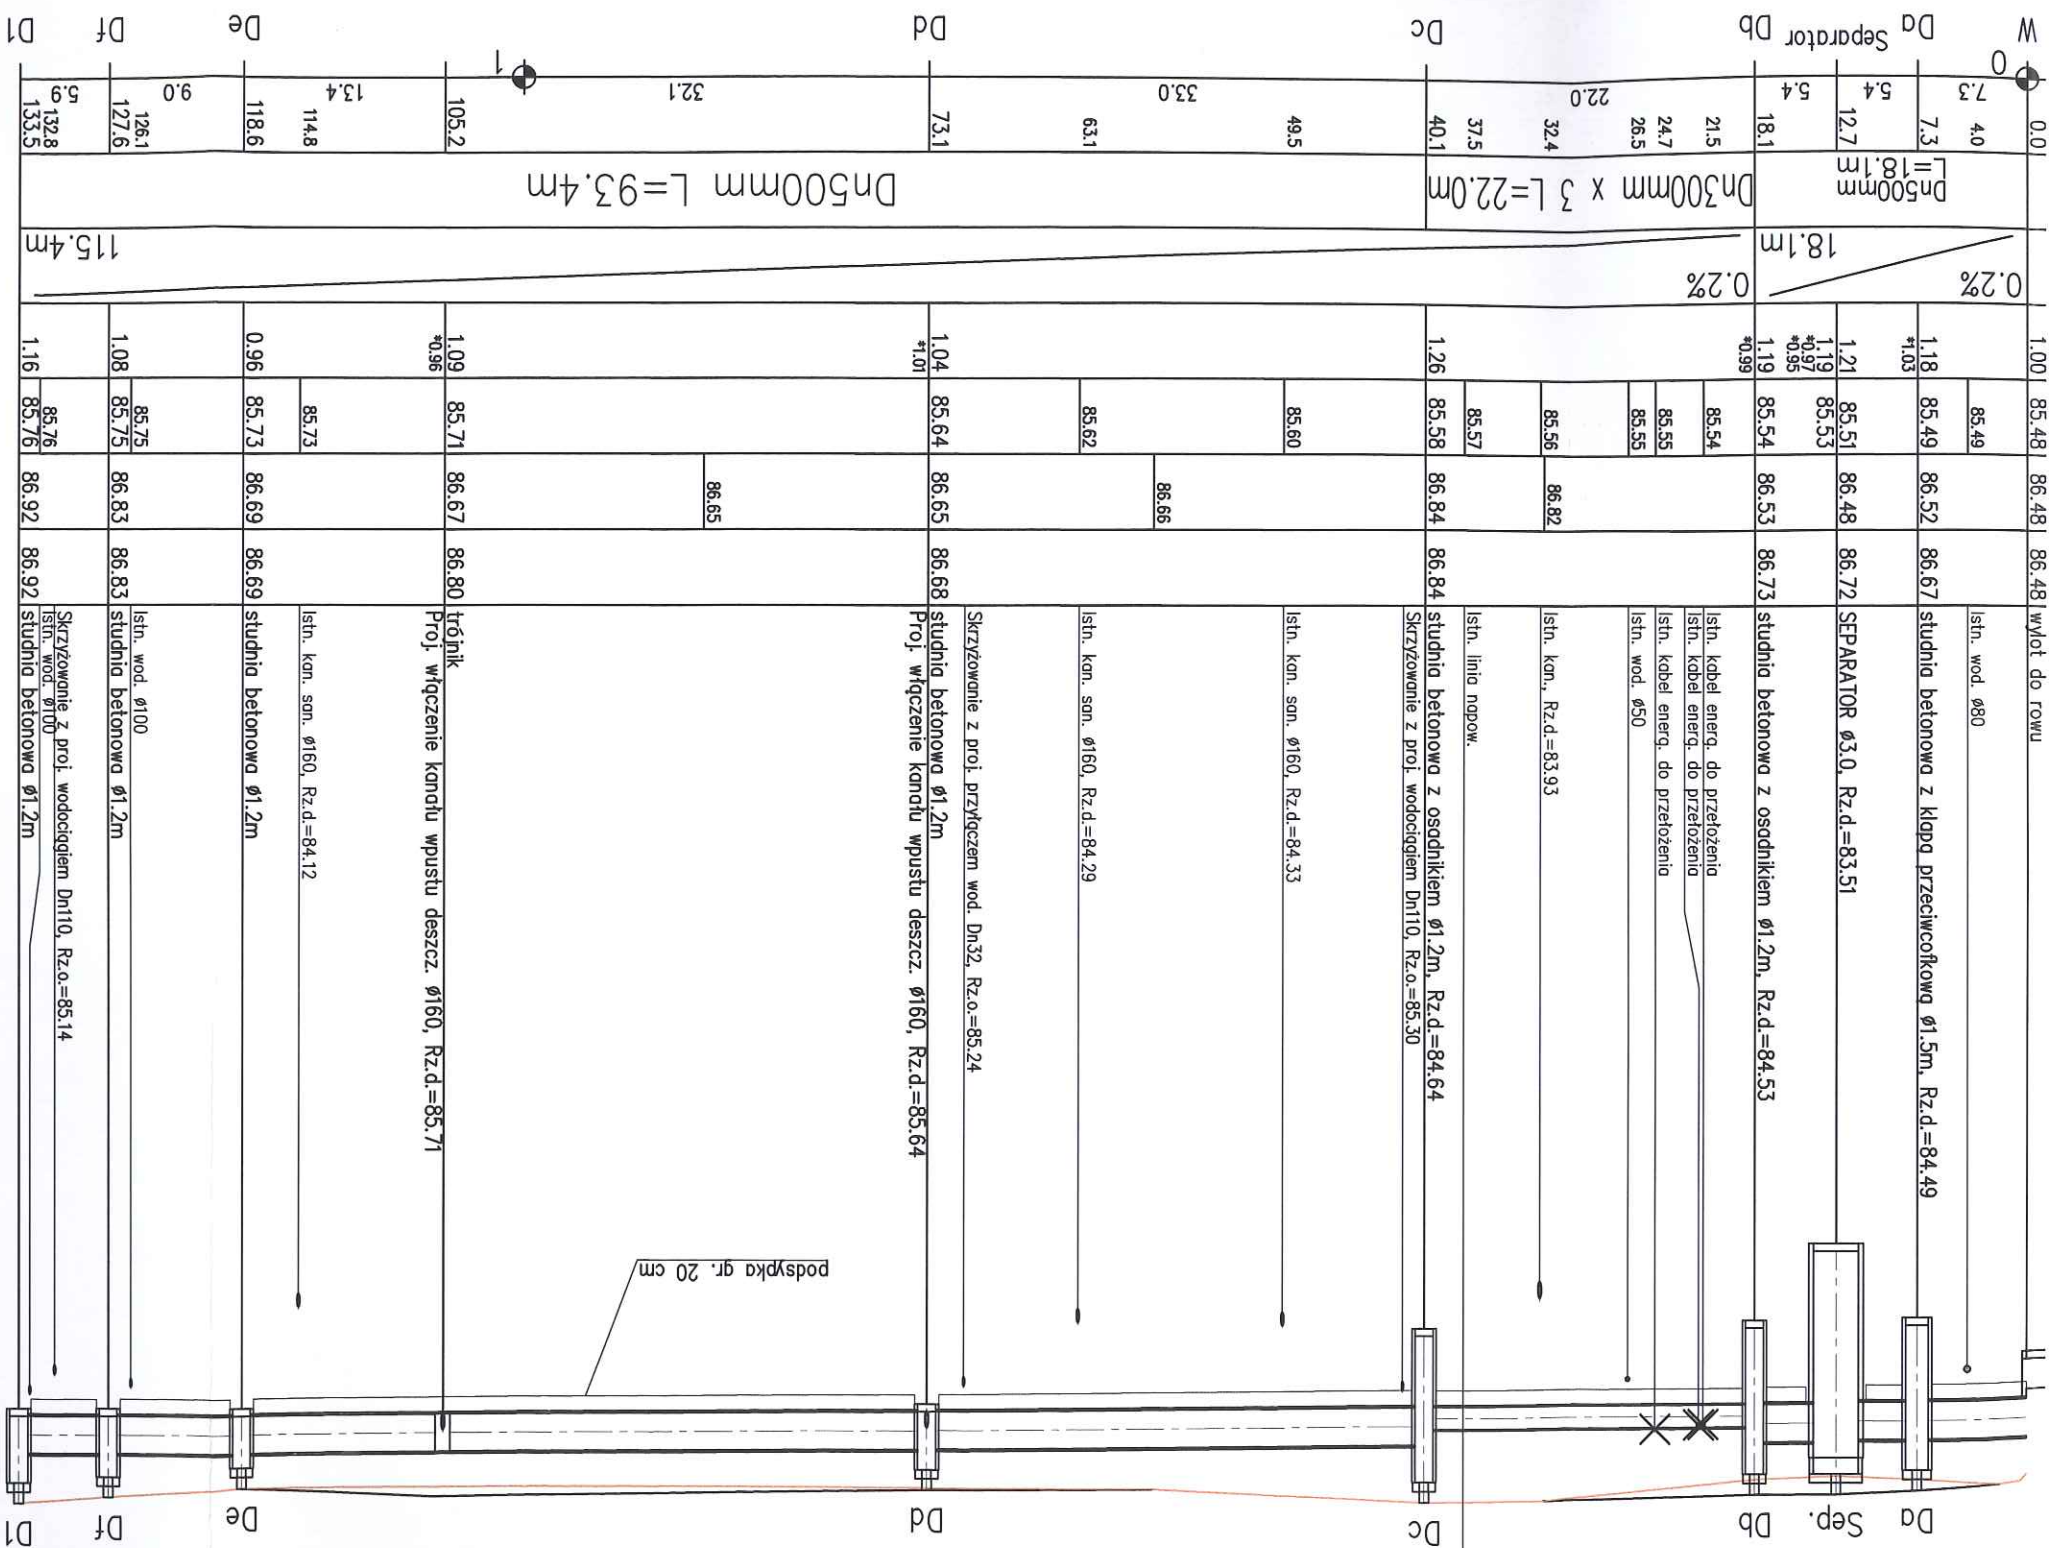 Da
Sep.
Db
Dc
Dd
De
Df
D1
podsypka gr. 20 cm
wylot do rowu
Istn. wod. ø80
studnia betonowa z klapą przeciwcofkową ø1.5m, Rz.d.=84.49
SEPARATOR ø3.0, Rz.d.=83.51
studnia betonowa z osadnikiem ø1.2m, Rz.d.=84.53
Istn. kabel energ. do przełożenia
Istn. kabel energ. do przełożenia
Istn. kabel energ. do przełożenia
Istn. wod. ø50
Istn. kan., Rz.d.=83.93
Istn. linia napow.
studnia betonowa z osadnikiem ø1.2m, Rz.d.=84.64
Skrzyżowanie z proj. wodociągiem Dn110, Rz.o.=85.30
Istn. kan. san. ø160, Rz.d.=84.33
Istn. kan. san. ø160, Rz.d.=84.29
Skrzyżowanie z proj. przyłączem wod. Dn32, Rz.o.=85.24
studnia betonowa ø1.2m
Proj. włączenie kanału wpustu deszcz. ø160, Rz.d.=85.64
trójnik
Proj. włączenie kanału wpustu deszcz. ø160, Rz.d.=85.71
Istn. kan. san. ø160, Rz.d.=84.12
studnia betonowa ø1.2m
Istn. wod. ø100
studnia betonowa ø1.2m
Skrzyżowanie z proj. wodociągiem Dn110, Rz.o.=85.14
Istn. wod. ø100
studnia betonowa ø1.2m
86.48
86.67
86.72
86.73
86.84
86.68
86.80
86.69
86.83
86.92
86.48
86.52
86.48
86.53
86.82
86.84
86.66
86.65
86.65
86.67
86.69
86.83
86.92
85.48
85.49
85.49
85.51
85.53
85.54
85.54
85.55
85.55
85.56
85.57
85.58
85.60
85.62
85.64
85.71
85.73
85.73
85.75
85.75
85.76
85.76
1.00
1.18
*1.03
1.21
1.19
*0.97
*0.95
1.19
*0.99
1.26
1.04
*1.01
1.09
*0.96
0.96
1.08
1.16
0.2%
18.1m
0.2%
115.4m
Dn500mm
L=18.1m
Dn300mm x 3 L=22.0m
Dn500mm L=93.4m
0.0
4.0
7.3
12.7
18.1
21.5
24.7
26.5
32.4
37.5
40.1
49.5
63.1
73.1
105.2
114.8
118.6
126.1
127.6
132.8
133.5
7.3
5.4
5.4
22.0
33.0
32.1
13.4
9.0
5.9
0
1
W
Da
Separator
Db
Dc
Dd
De
Df
D1